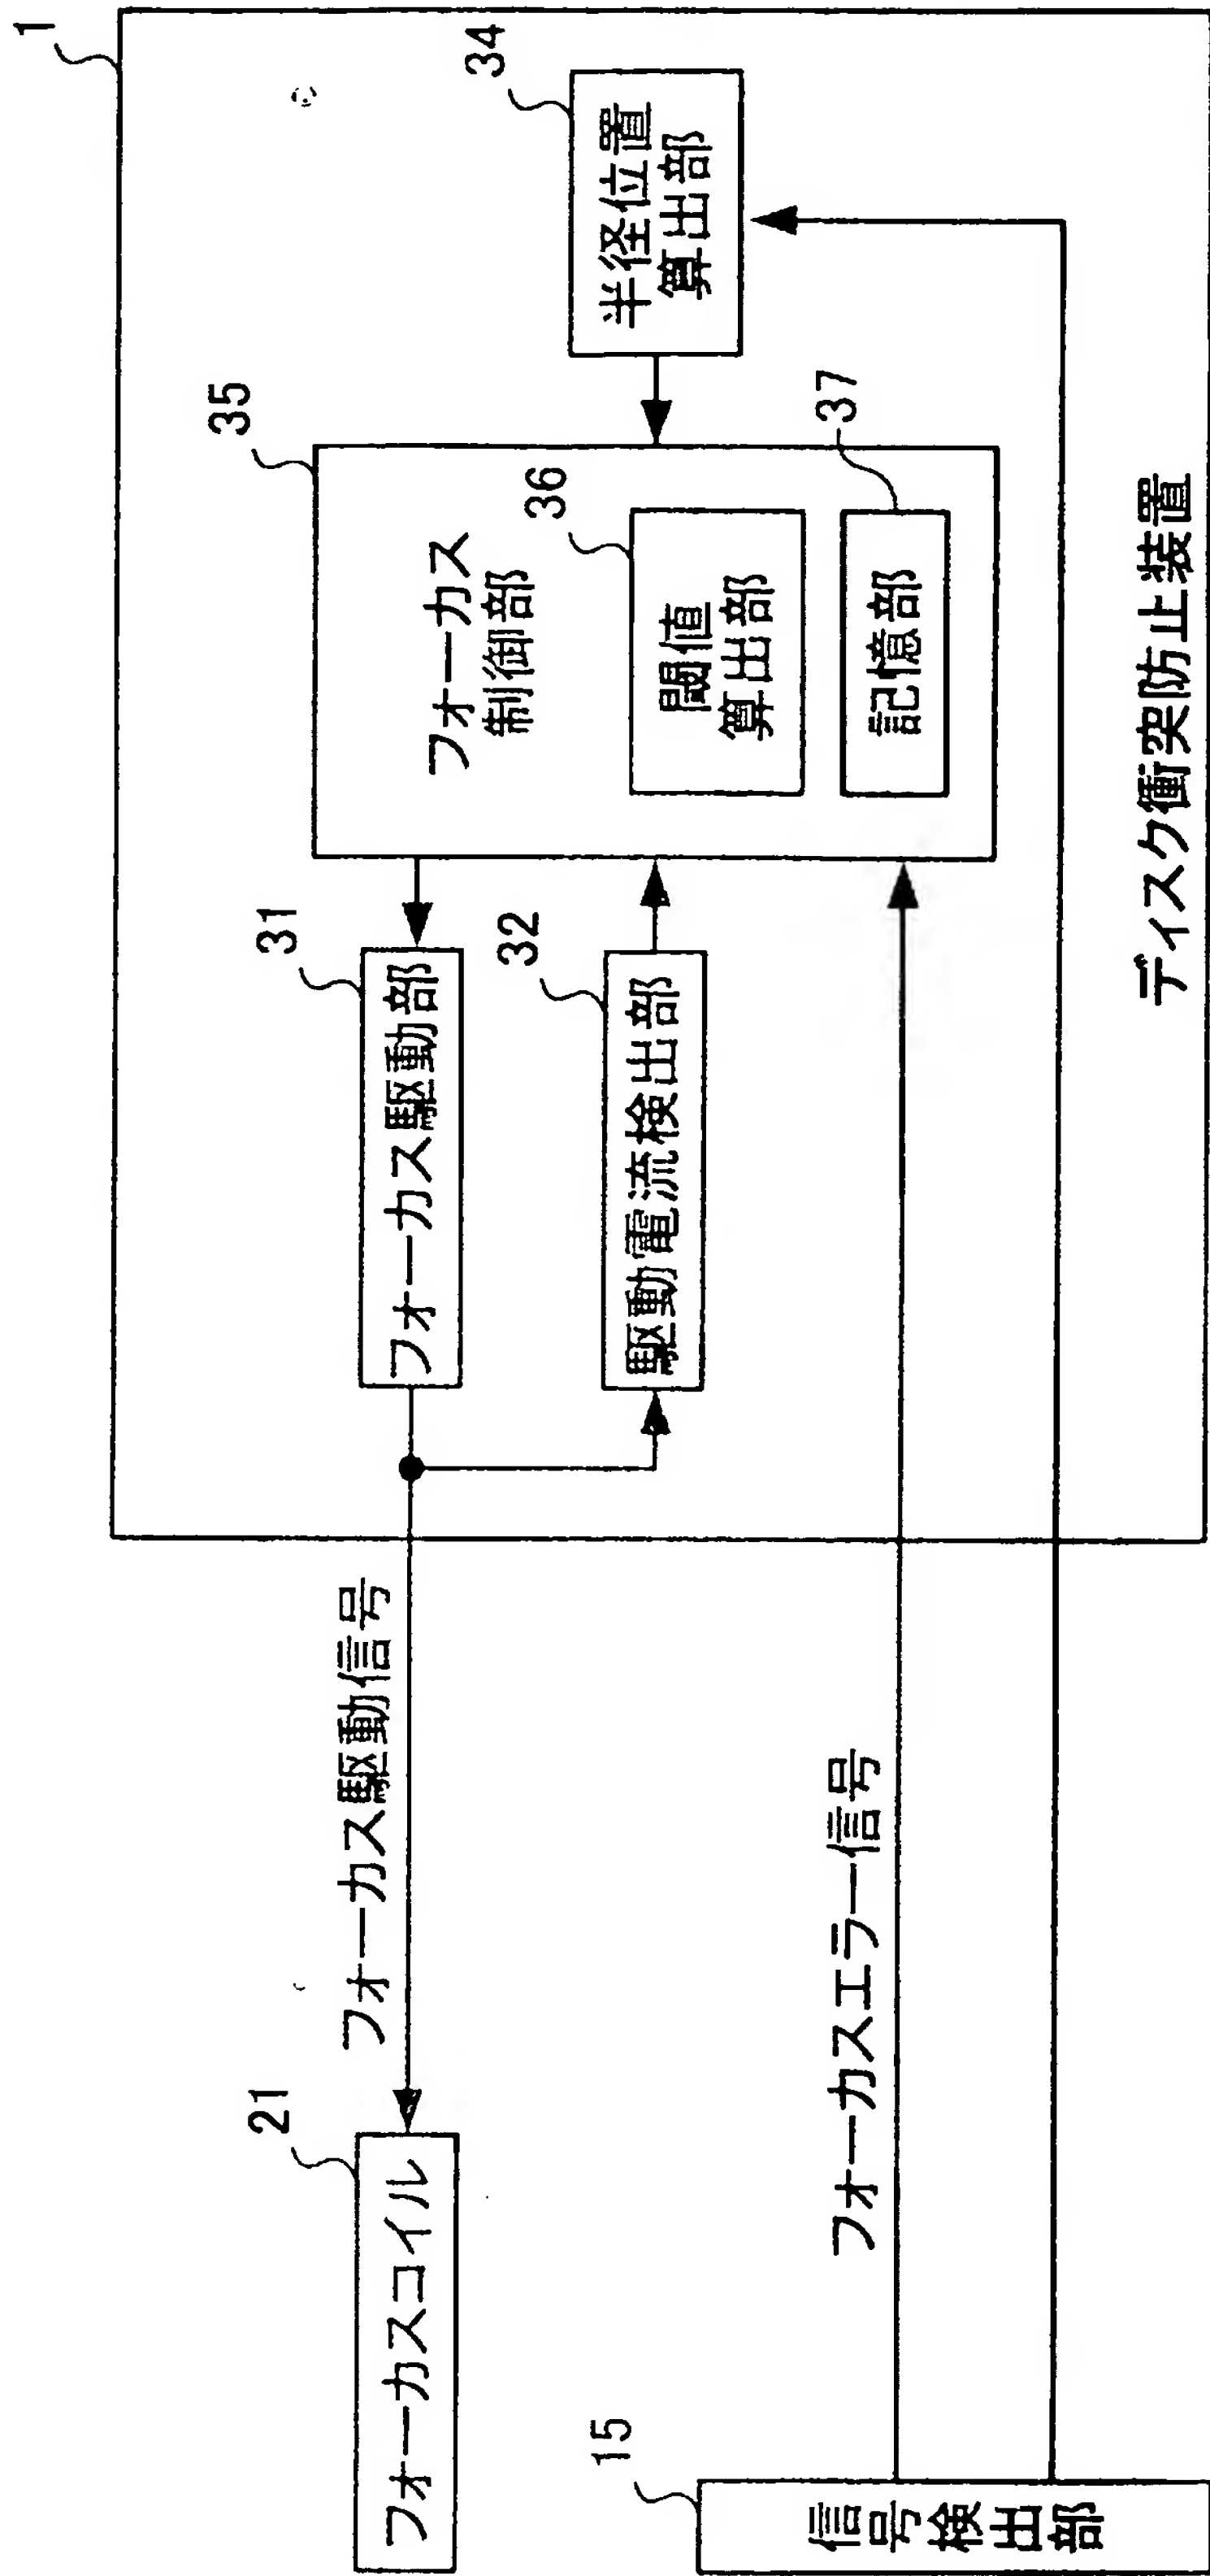 1
34
半径位置
算出部
35
フォーカス
制御部
36
閾値
算出部
37
記憶部
31
フォーカス駆動部
32
駆動電流検出部
ディスク衝突防止装置
フォーカス駆動信号
フォーカスエラー信号
21
フォーカスコイル
15
信号検出部